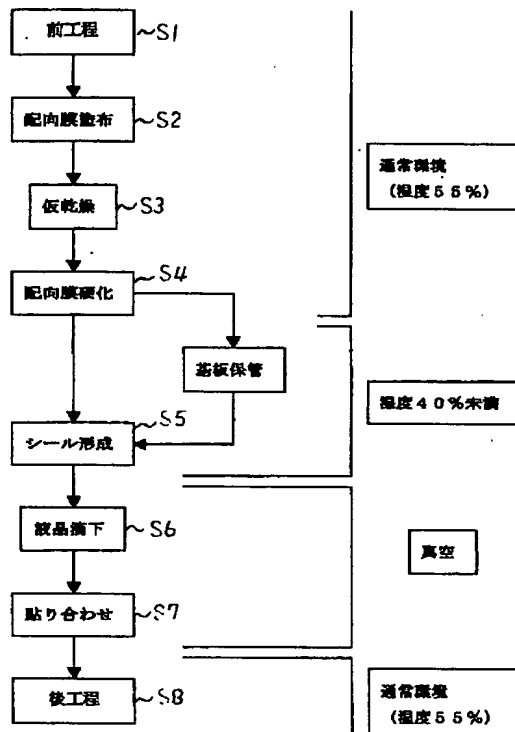 前工程
S1
配向膜塗布
S2
仮乾燥
S3
配向膜硬化
S4
基板保管
シール形成
S5
液晶滴下
S6
貼り合わせ
S7
後工程
S8
通常環境
(湿度55%)
湿度40%未満
真空
通常環境
(湿度55%)